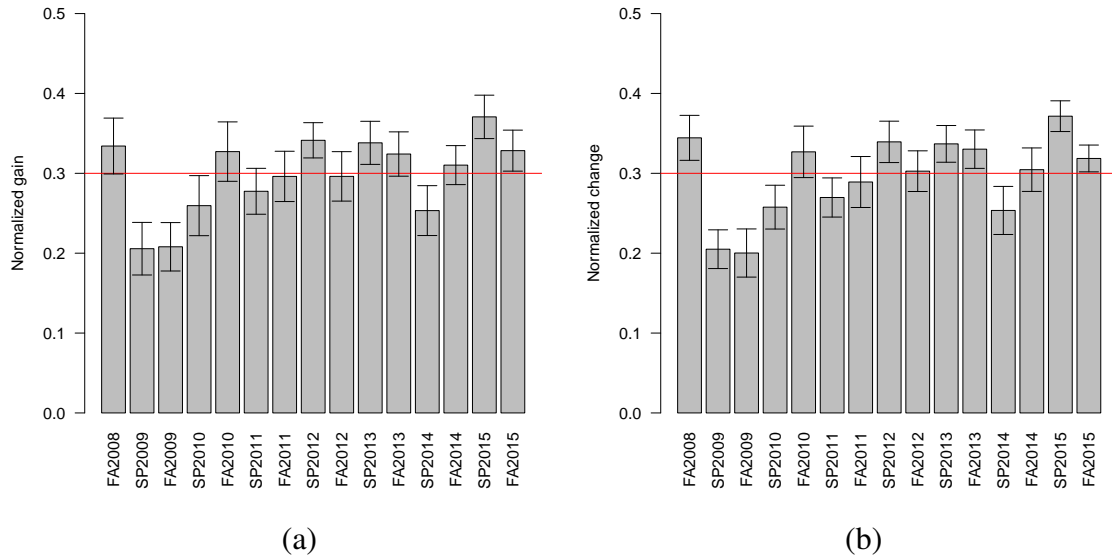 Normalized gain
0.5
0.4
0.3
0.2
0.1
0.0
FA2008
SP2009
FA2009
SP2010
FA2010
SP2011
FA2011
SP2012
FA2012
SP2013
FA2013
SP2014
FA2014
SP2015
FA2015
(a)
Normalized change
0.5
0.4
0.3
0.2
0.1
0.0
FA2008
SP2009
FA2009
SP2010
FA2010
SP2011
FA2011
SP2012
FA2012
SP2013
FA2013
SP2014
FA2014
SP2015
FA2015
(b)